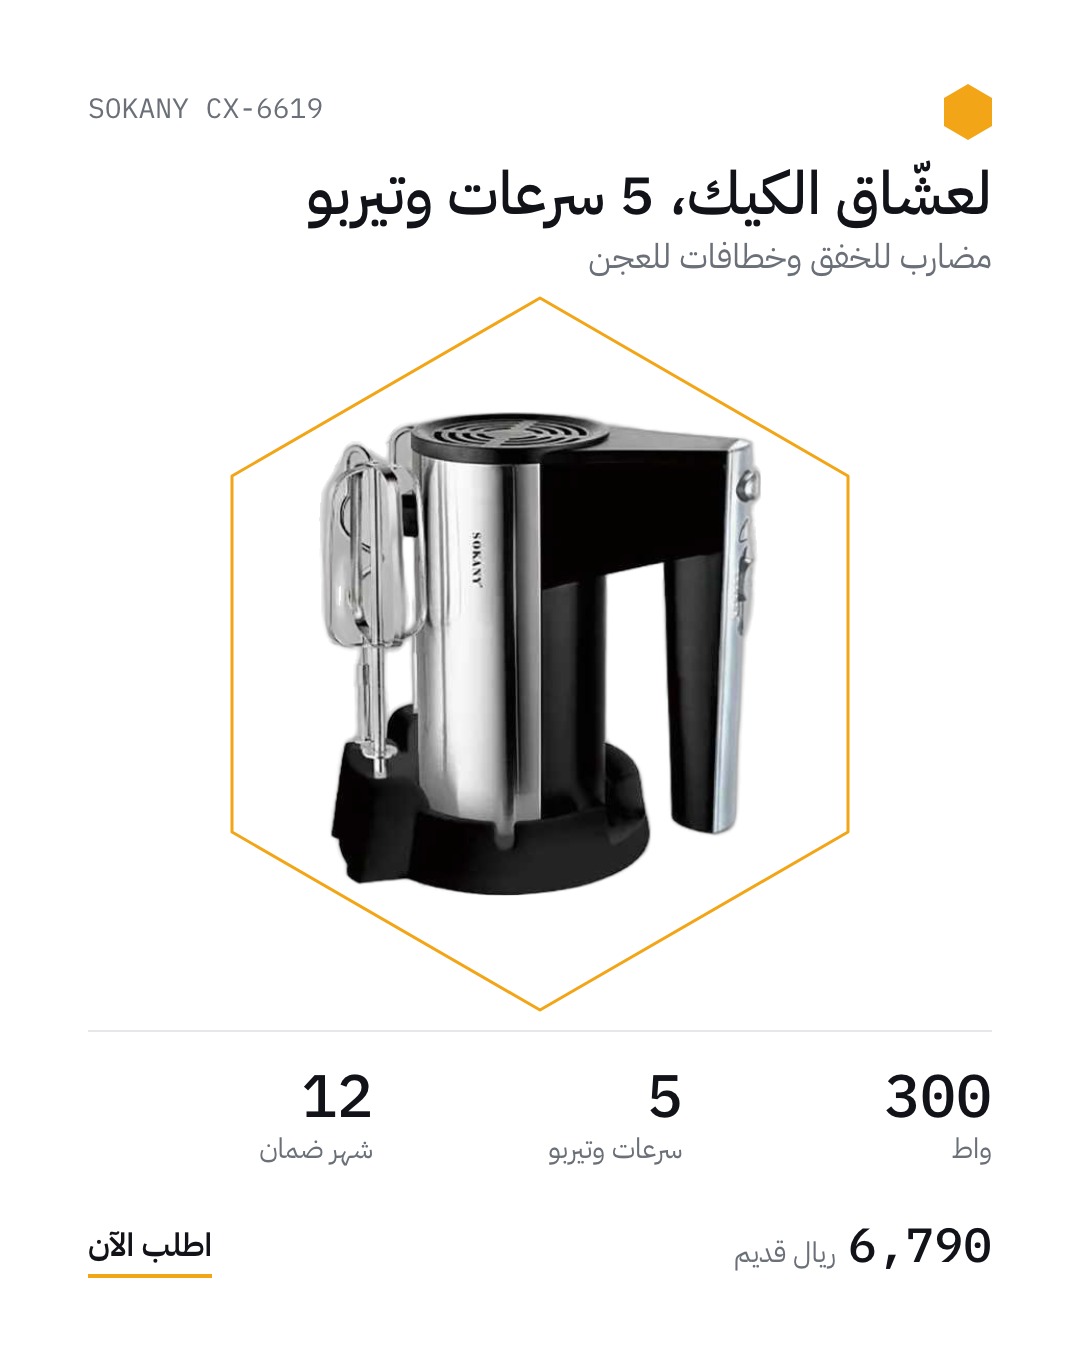 SOKANY CX-6619
لعشّاق الكيك، 5 سرعات وتيربو
مضارب للخفق وخطافات للعجن
SOKANY
300
واط
5
سرعات وتيربو
12
شهر ضمان
6,790 ريال قديم
اطلب الآن